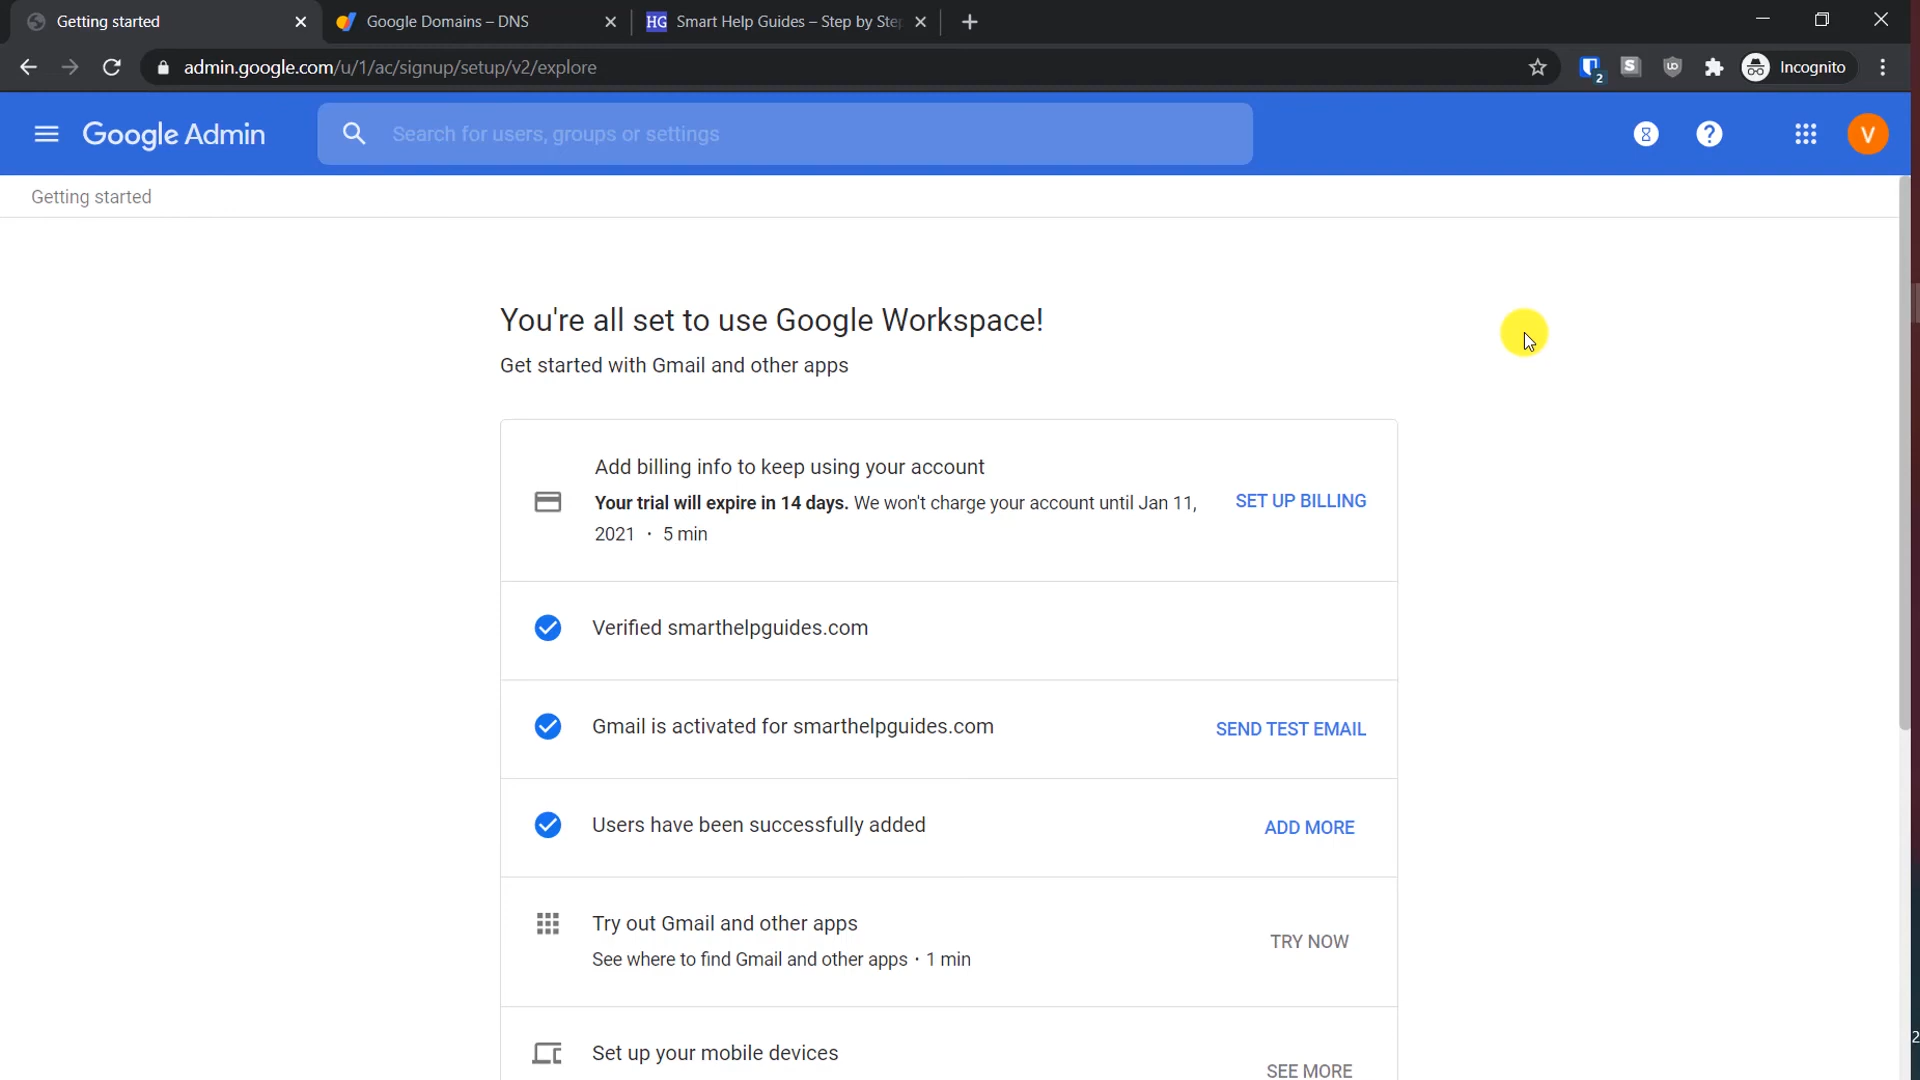 Getting started
Google Domains – DNS
HG
Smart Help Guides – Step by Ste
admin.google.com/u/1/ac/signup/setup/v2/explore
2
S
UD
Incognito
Google Admin
Search for users, groups or settings
?
V
Getting started
You're all set to use Google Workspace!
Get started with Gmail and other apps
Add billing info to keep using your account
Your trial will expire in 14 days. We won't charge your account until Jan 11,
2021 · 5 min
SET UP BILLING
Verified smarthelpguides.com
Gmail is activated for smarthelpguides.com
SEND TEST EMAIL
Users have been successfully added
ADD MORE
Try out Gmail and other apps
See where to find Gmail and other apps · 1 min
TRY NOW
Set up your mobile devices
SEE MORE
2